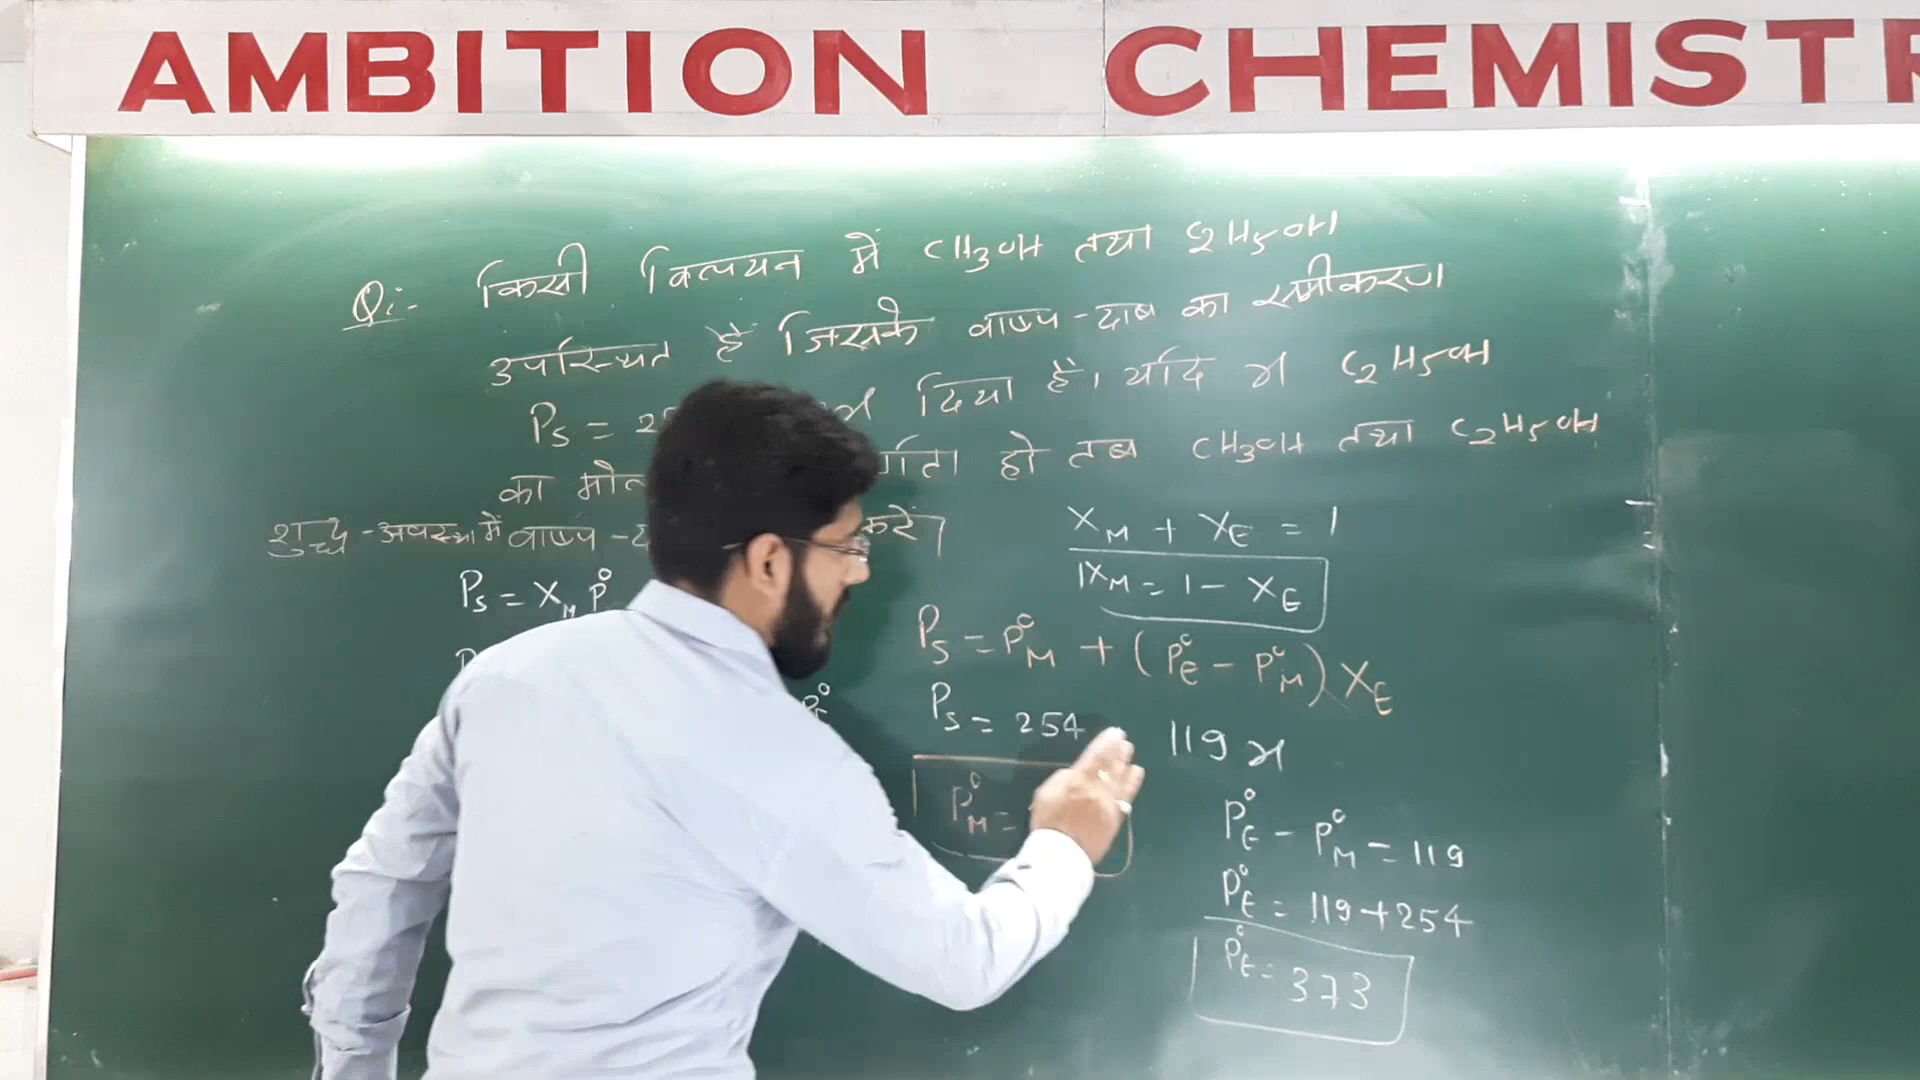 AMBITION CHEMISTR
Q:- किसी विलयन में CH3OH तथा C2H5OH
उपस्थित है जिसके वाष्प-दाब का समीकरण
Ps = 2 x दिया है। यदि x C2H5OH
का हो तब CH3OH तथा C2H5OH
शुद्ध-अवस्था में वाष्प- करें।
XM + XE = 1
XM = 1 - XE
Ps = XM P°
Ps = P°M + (P°E - P°M) XE
Ps = 254 119 x
P°M =
P°E - P°M = 119
P°E = 119+254
P°E = 373